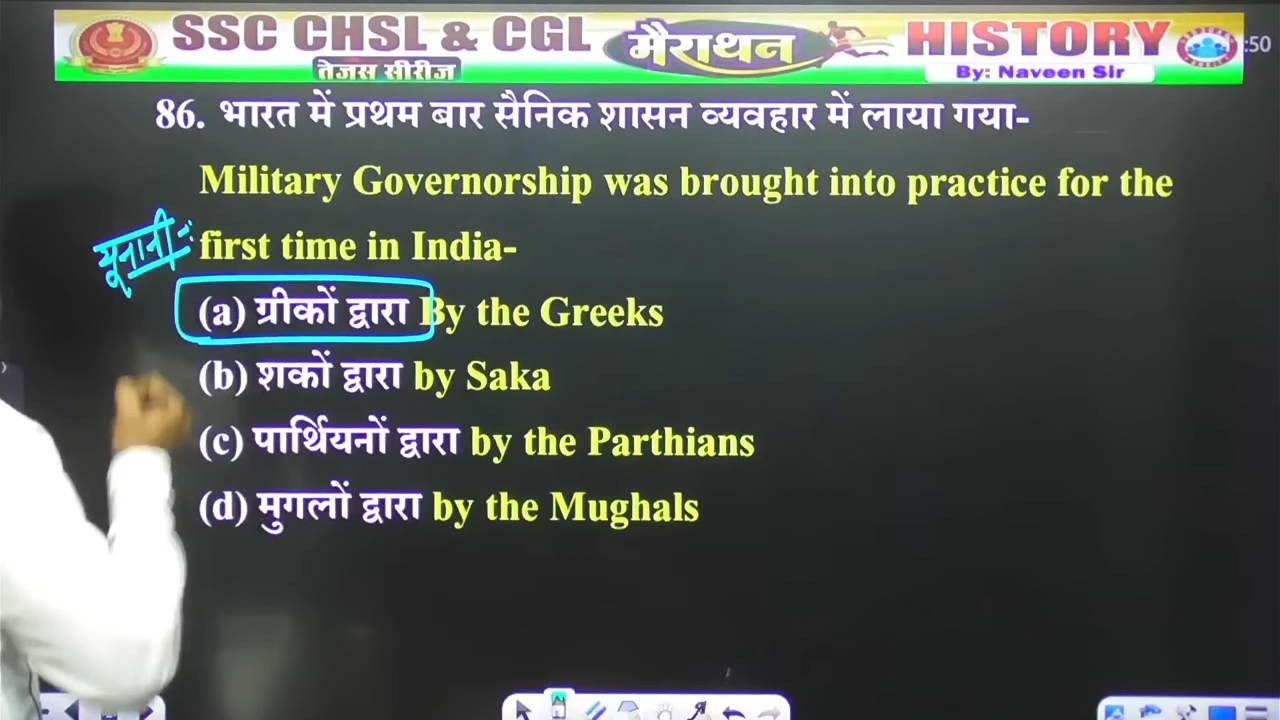 SSC CHSL & CGL मैराथन HISTORY
:50
तेजस सीरीज
By: Naveen Sir
86. भारत में प्रथम बार सैनिक शासन व्यवहार में लाया गया-
Military Governorship was brought into practice for the
यूनानी:-
first time in India-
(a) ग्रीकों द्वारा By the Greeks
(b) शकों द्वारा by Saka
(c) पार्थियनों द्वारा by the Parthians
(d) मुगलों द्वारा by the Mughals